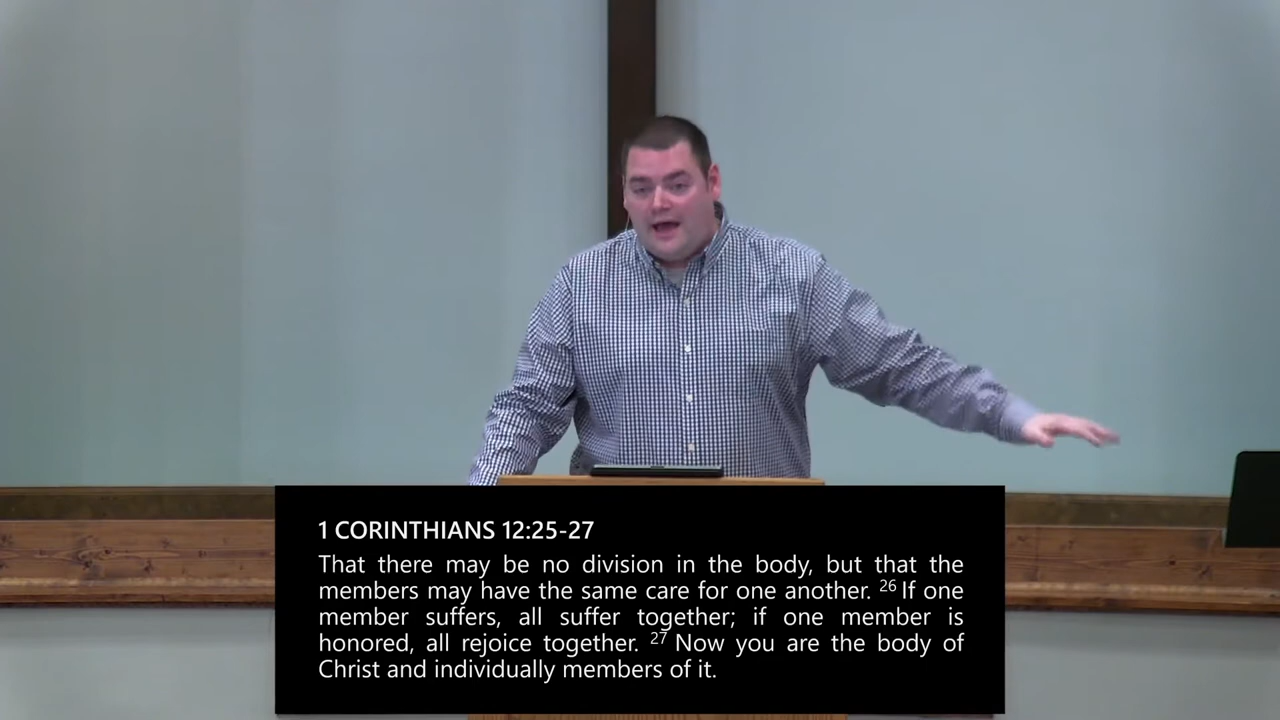 1 CORINTHIANS 12:25-27
That there may be no division in the body, but that the
members may have the same care for one another. 26 If one
member suffers, all suffer together; if one member is
honored, all rejoice together. 27 Now you are the body of
Christ and individually members of it.